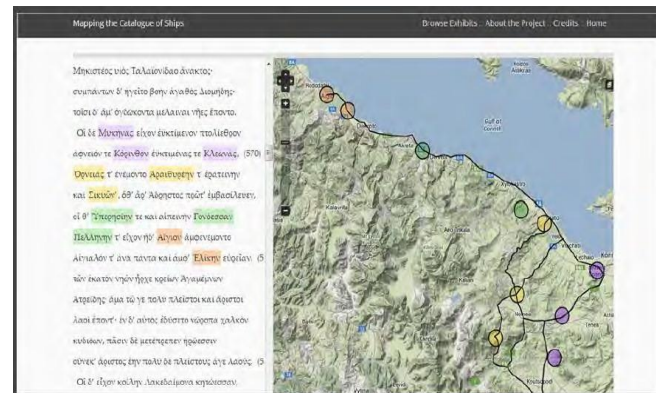 Mapping the Catalogue of Ships
Browse Exhibits About the Project Credits Home
Μηκιστέος υἱὸς Ταλαϊονίδαο ἄνακτος·
συμπάντων δ' ἡγεῖτο βοὴν ἀγαθὸς Διομήδης·
τοῖσι δ' ἅμ' ὀγδώκοντα μέλαιναι νῆες ἕποντο.
Οἳ δὲ Μυκήνας εἶχον ἐϋκτίμενον πτολίεθρον
ἀφνειόν τε Κόρινθον ἐϋκτιμένας τε Κλεωνάς, (570)
Ὀρνειάς τ' ἐνέμοντο Ἀραιθυρέην τ' ἐρατεινὴν
καὶ Σικυῶν', ὅθ' ἄρ' Ἄδρηστος πρῶτ' ἐμβασίλευεν,
οἵ θ' Ὑπερησίην τε καὶ αἰπεινὴν Γονόεσσαν
Πελλήνην τ' εἶχον ἠδ' Αἴγιον ἀμφενέμοντο
Αἰγιαλόν τ' ἀνὰ πάντα καὶ ἀμφ' Ἑλίκην εὐρεῖαν, (5
τῶν ἑκατὸν νηῶν ἦρχε κρείων Ἀγαμέμνων
Ἀτρεΐδης· ἅμα τῷ γε πολὺ πλεῖστοι καὶ ἄριστοι
λαοὶ ἕποντ'· ἐν δ' αὐτὸς ἐδύσετο νώροπα χαλκὸν
κυδιόων, πᾶσιν δὲ μετέπρεπεν ἡρώεσσιν
οὕνεκ' ἄριστος ἔην πολὺ δὲ πλείστους ἄγε λαούς. (5
Οἳ δ' εἶχον κοίλην Λακεδαίμονα κητώεσσαν,
Gulf of
Corinth